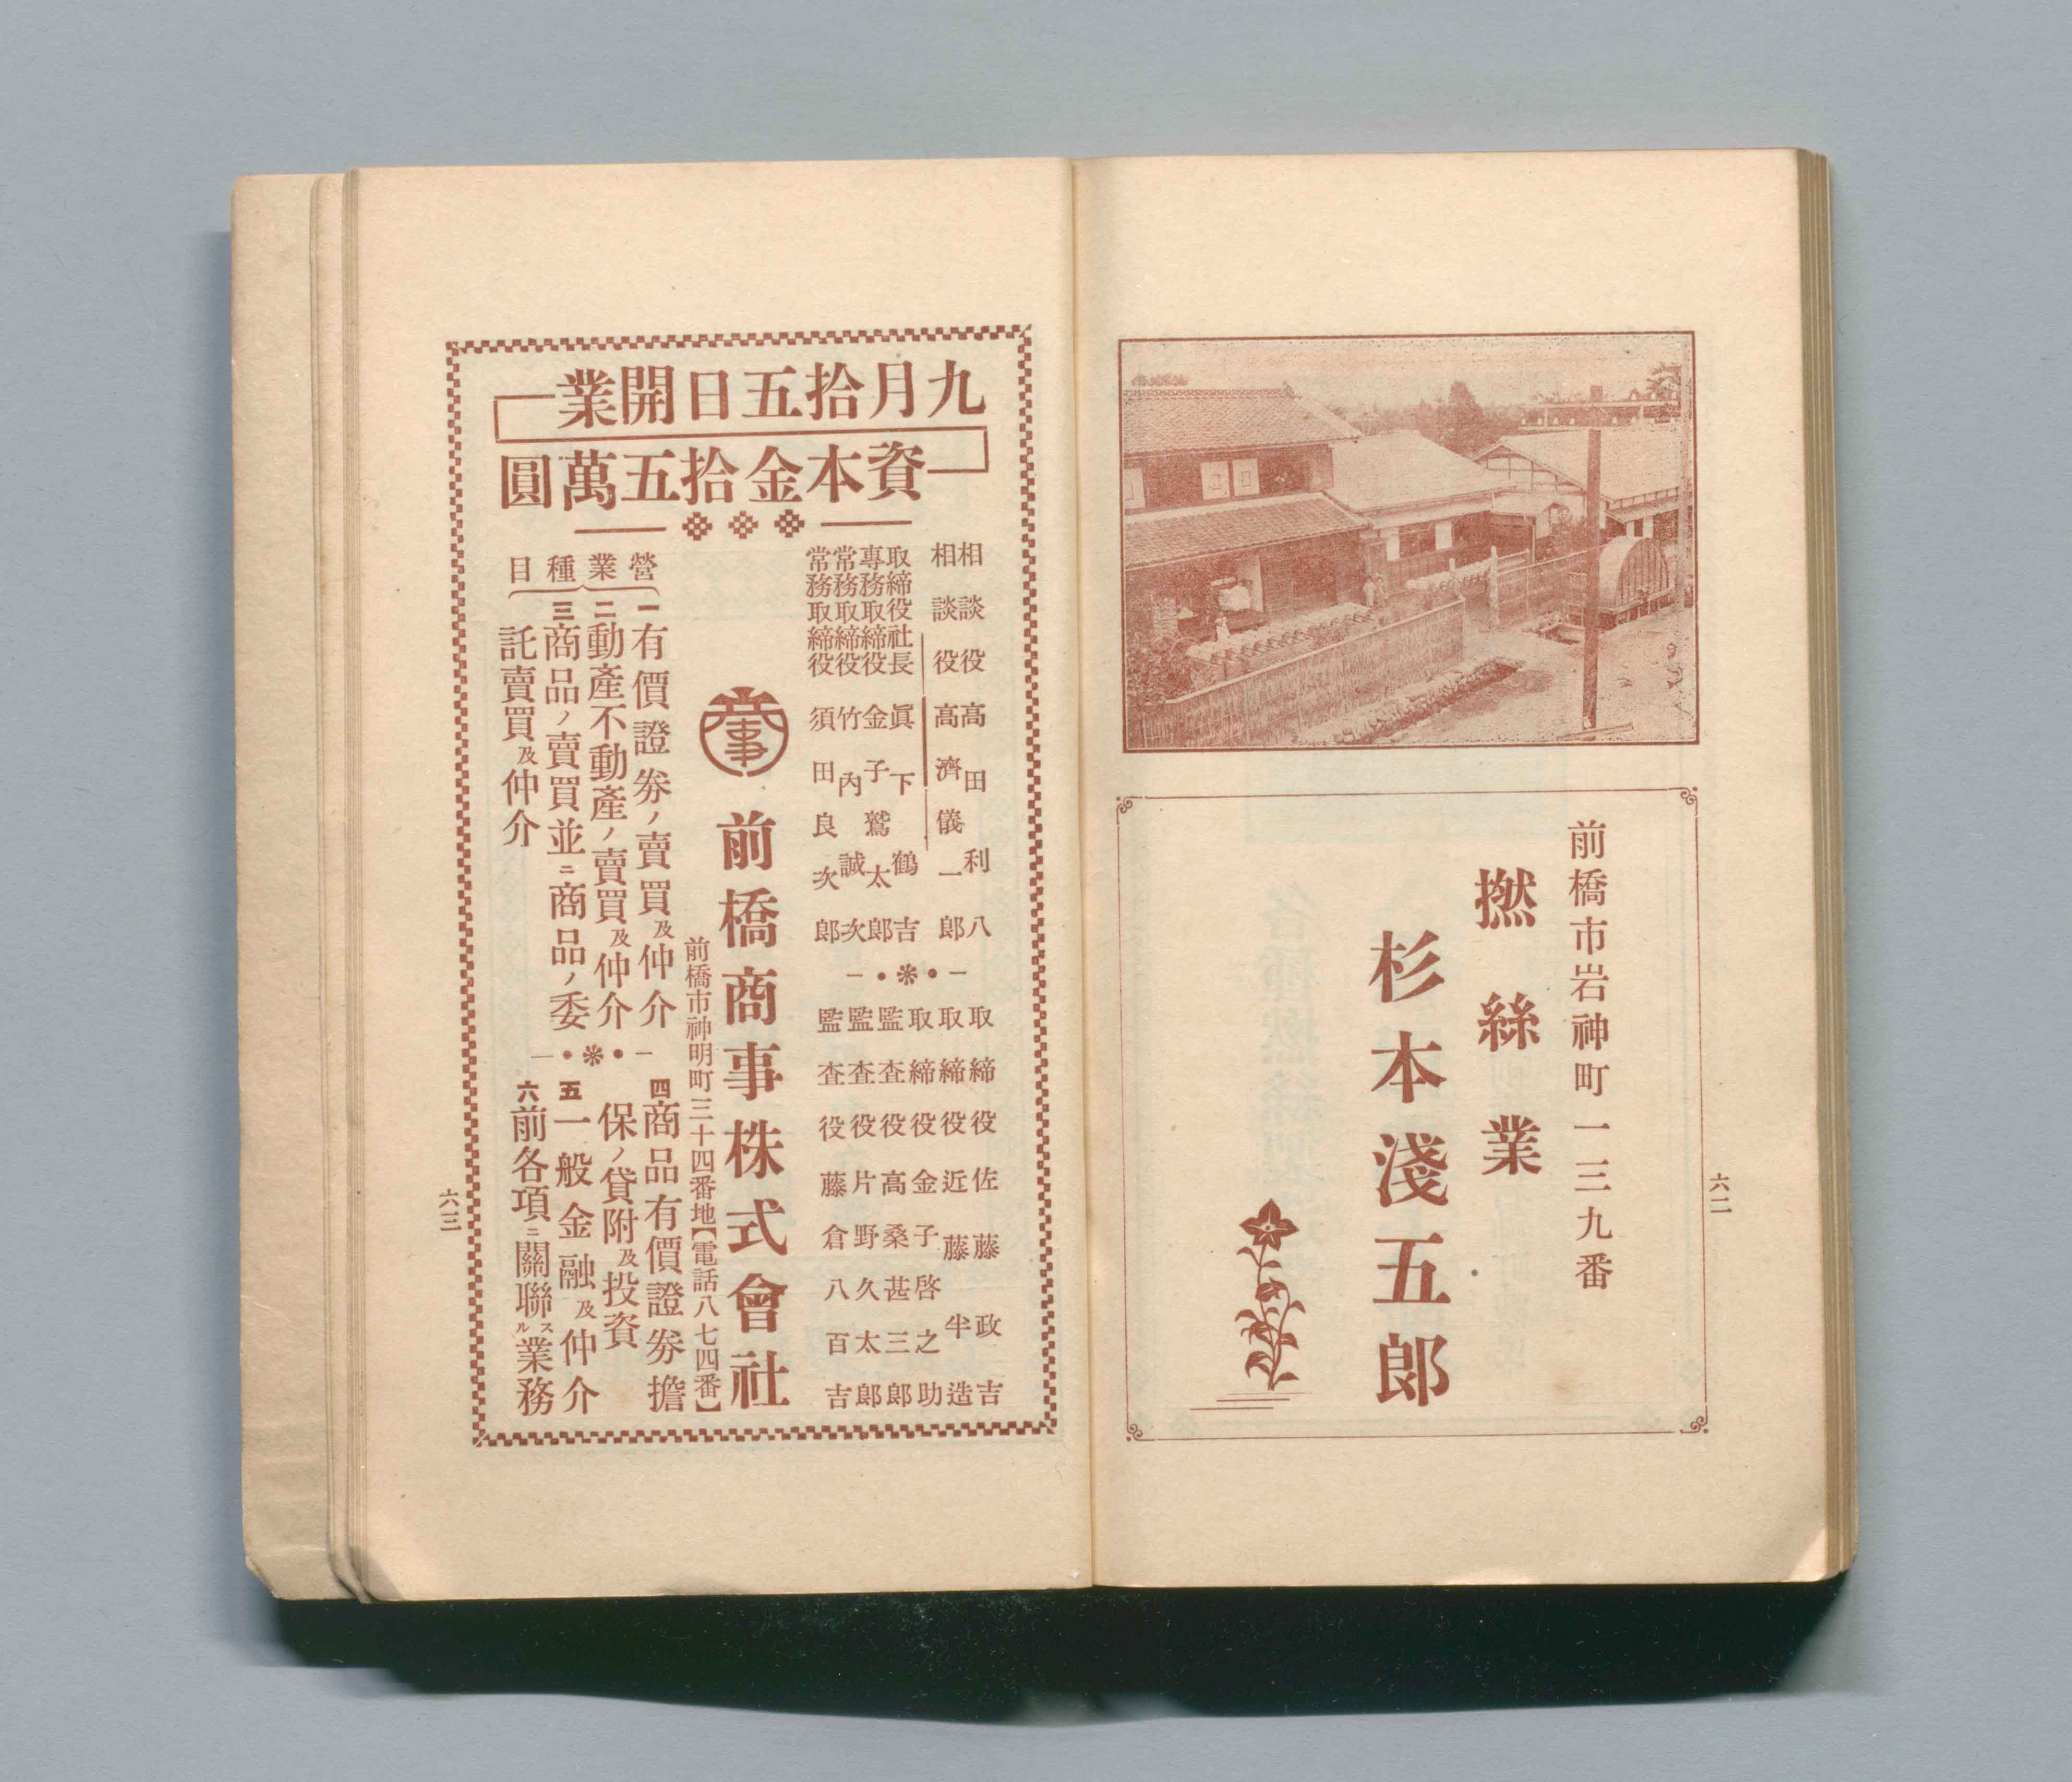 前橋市岩神町一三九番
撚絲業
杉本淺五郎
六二
九月拾五日開業
資本金拾五萬圓
相談役 高田利八
相談役 高濟儀一郎
取締役社長 眞下鶴吉
專務取締役 金子鷲太郎
常務取締役 竹內誠次郎
常務取締役 須田良次郎
取締役 佐藤政吉
取締役 近藤半造
取締役 金子啓之助
監査役 高桑甚三郎
監査役 片野久太郎
監査役 藤倉八百吉
前橋商事株式會社
前橋市神明町三十四番地【電話八七四番】
營業種目
一有價證券ノ賣買及仲介
二動產不動產ノ賣買及仲介
三商品ノ賣買並ニ商品ノ委
託賣買及仲介
四商品有價證券擔
保ノ貸附及投資
五一般金融及仲介
六前各項ニ關聯スル業務
六三